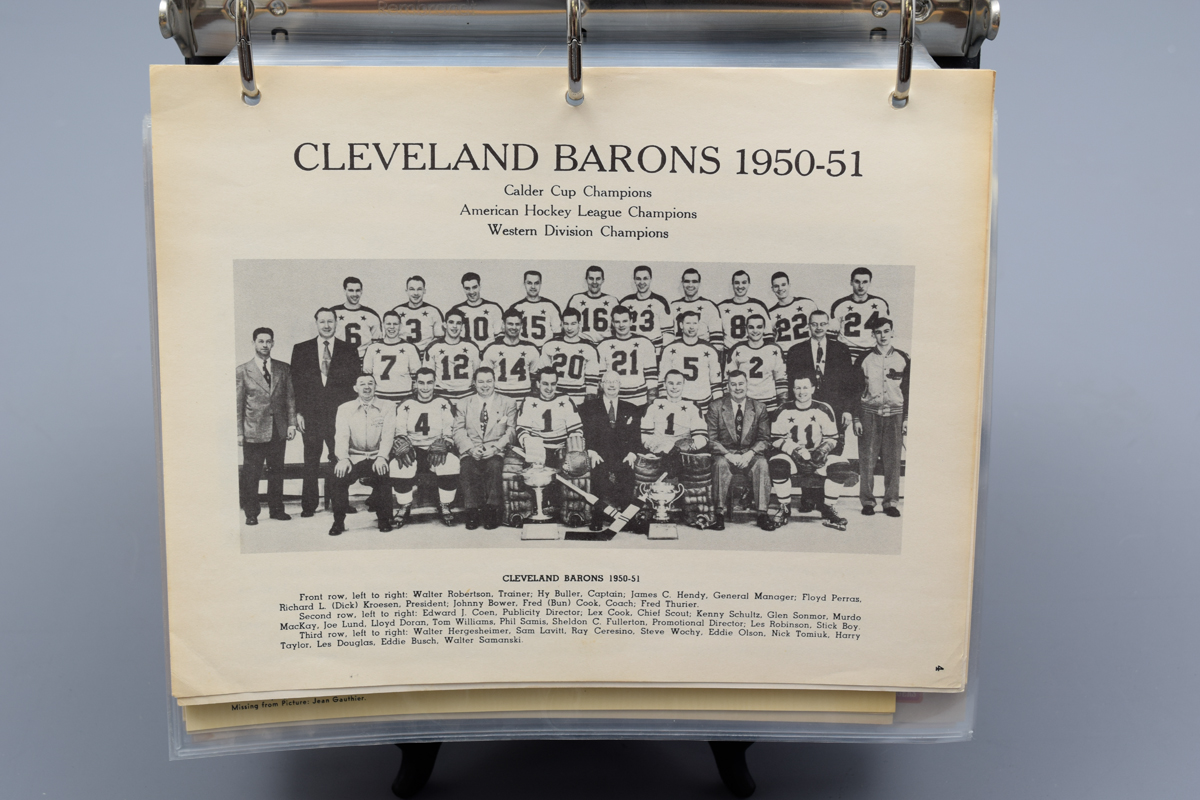 CLEVELAND BARONS 1950-51
Calder Cup Champions
American Hockey League Champions
Western Division Champions
6 3 10 15 16 23 8 22 24
7 12 14 20 21 5 2
4 1 1 11
CLEVELAND BARONS 1950-51
Front row, left to right: Walter Robertson, Trainer; Hy Buller, Captain; James C. Hendy, General Manager; Floyd Perras,
Richard L. (Dick) Kroesen, President; Johnny Bower, Fred (Bun) Cook, Coach; Fred Thurier.
Second row, left to right: Edward J. Coen, Publicity Director; Lex Cook, Chief Scout; Kenny Schultz, Glen Sonmor, Murdo
MacKay, Joe Lund, Lloyd Doran, Tom Williams, Phil Samis, Sheldon C. Fullerton, Promotional Director; Les Robinson, Stick Boy.
Third row, left to right: Walter Hergesheimer, Sam Lavitt, Ray Ceresino, Steve Wochy, Eddie Olson, Nick Tomiuk, Harry
Taylor, Les Douglas, Eddie Busch, Walter Samanski.
4
Missing from Picture: Jean Gauthier.